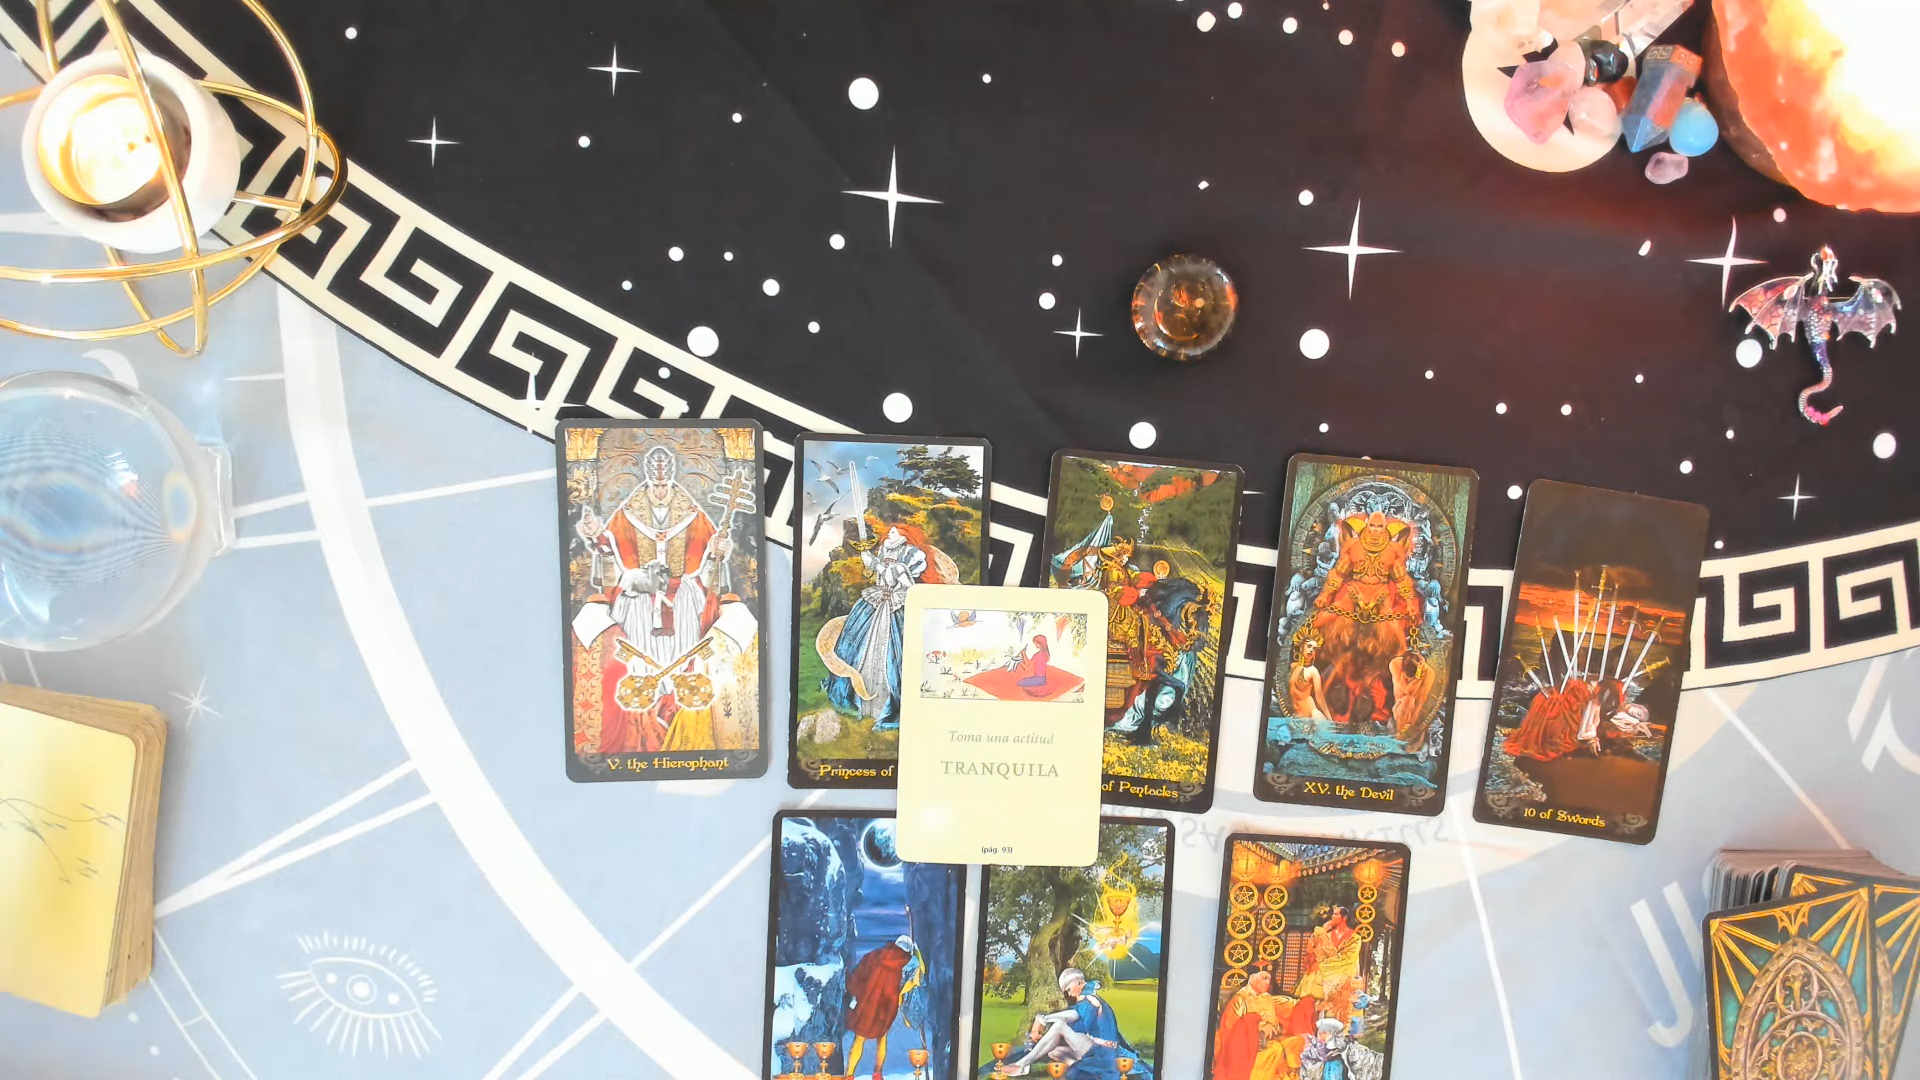 V. the Hierophant
Princess of
of Pentacles
XV. the Devil
10 of Swords
Toma una actitud
TRANQUILA
(pág. 93)